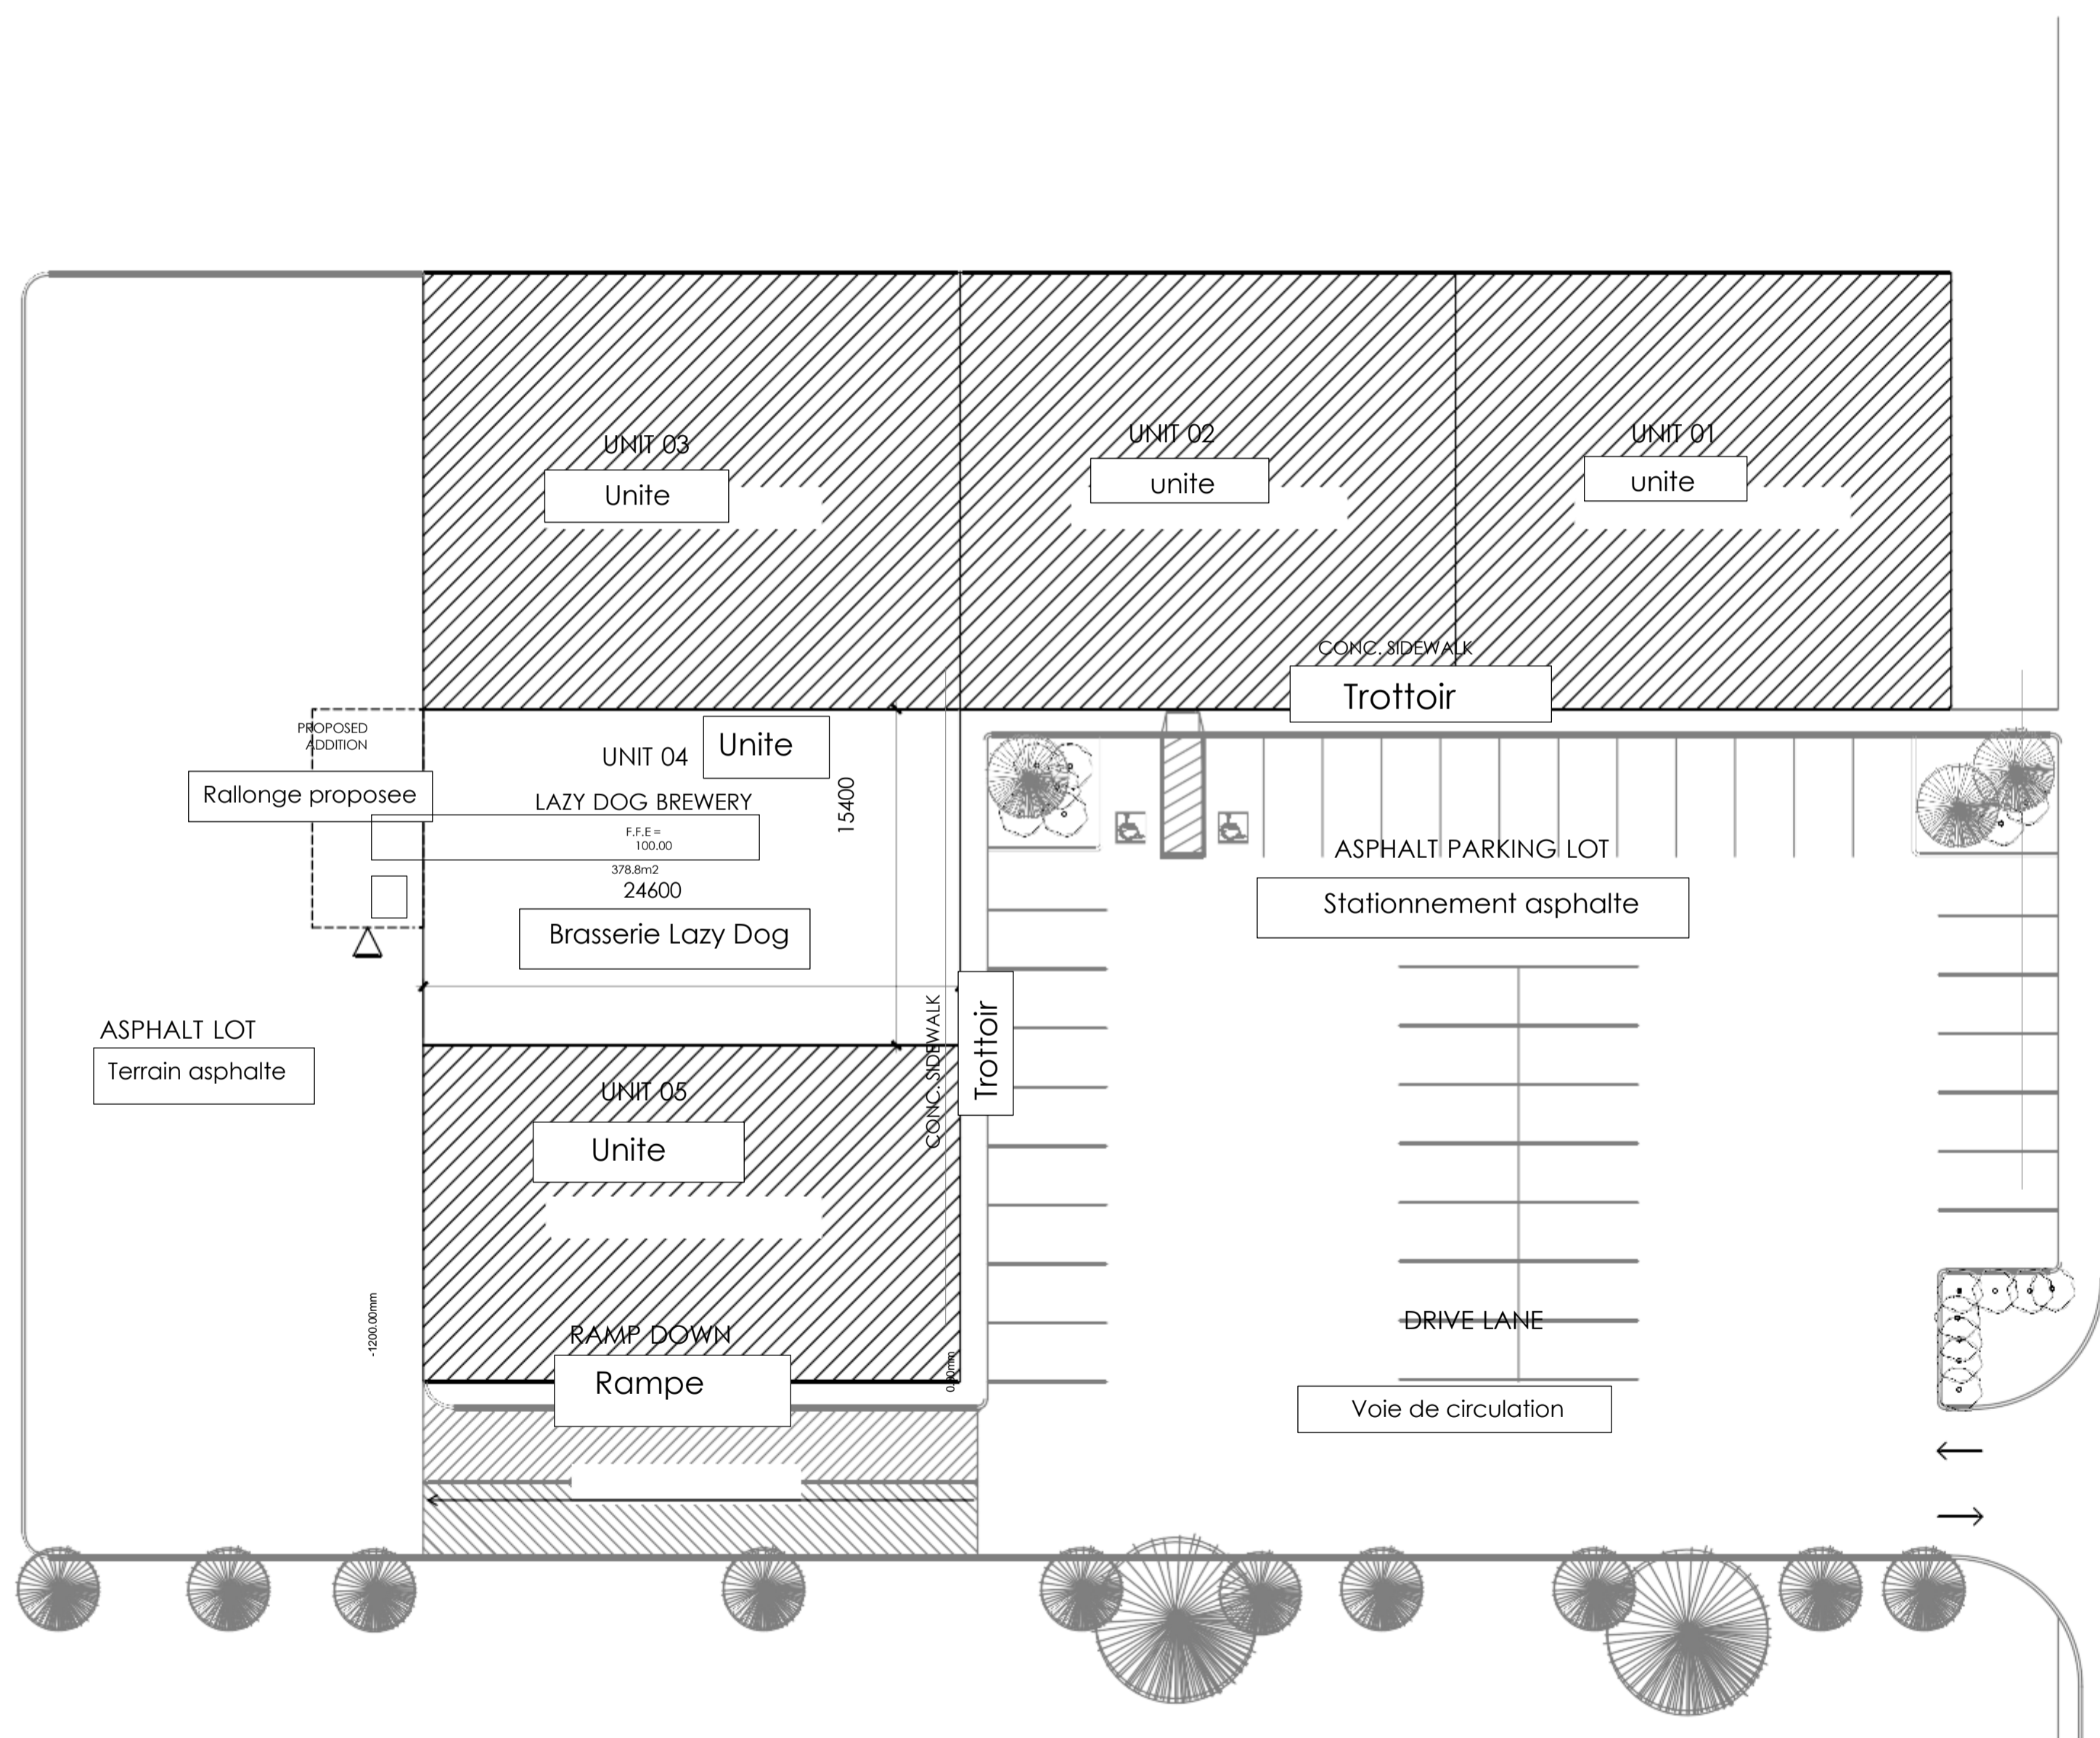 UNIT 03
Unite
UNIT 02
unite
UNIT 01
unite
CONC. SIDEWALK
Trottoir
PROPOSED
ADDITION
Rallonge proposee
UNIT 04
Unite
LAZY DOG BREWERY
F.F.E =
100.00
378.8m2
24600
Brasserie Lazy Dog
15400
ASPHALT PARKING LOT
Stationnement asphalte
CONC. SIDEWALK
Trottoir
ASPHALT LOT
Terrain asphalte
UNIT 05
Unite
-1200.00mm
RAMP DOWN
Rampe
0.00mm
DRIVE LANE
Voie de circulation